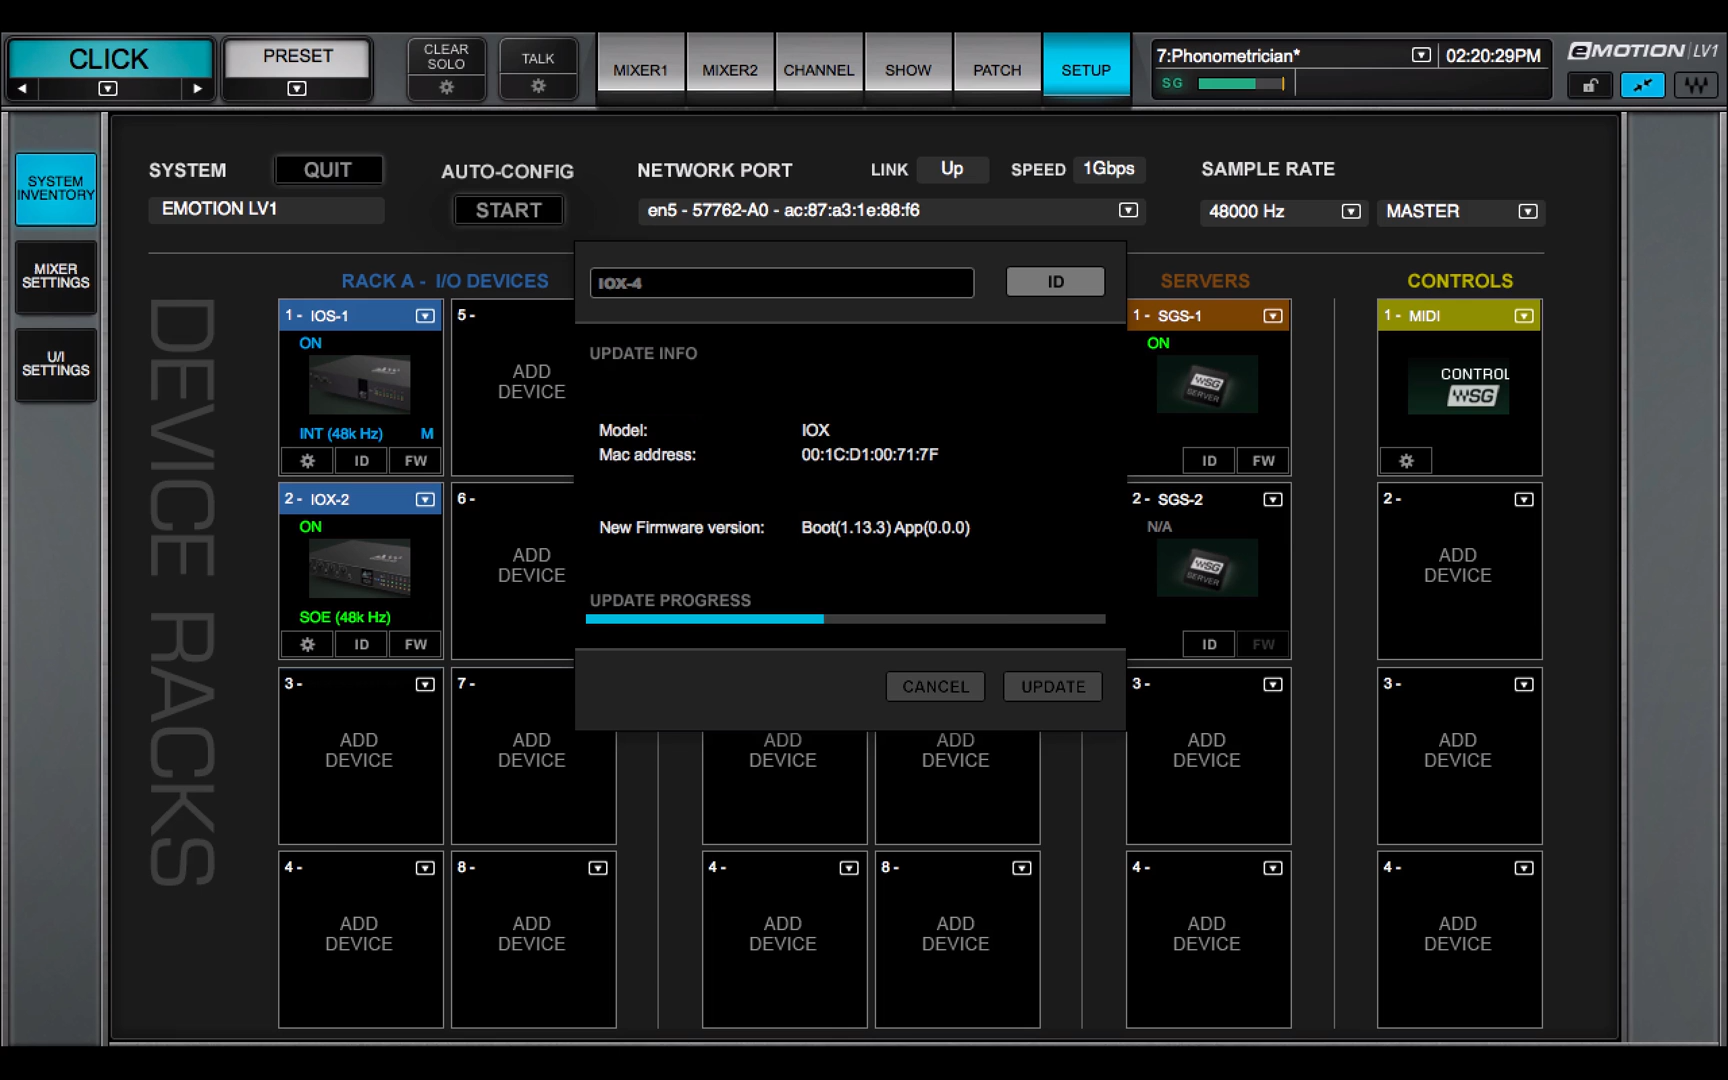 CLICK
PRESET
CLEAR
SOLO
TALK
MIXER1
MIXER2
CHANNEL
SHOW
PATCH
SETUP
7:Phonometrician*
02:20:29PM
SG
eMOTION|LV1
SYSTEM
INVENTORY
MIXER
SETTINGS
U/I
SETTINGS
SYSTEM
QUIT
EMOTION LV1
AUTO-CONFIG
START
NETWORK PORT
LINK Up
SPEED 1Gbps
en5 - 57762-A0 - ac:87:a3:1e:88:f6
SAMPLE RATE
48000 Hz
MASTER
DEVICE RACKS
RACK A - I/O DEVICES
SERVERS
CONTROLS
1 - IOS-1
ON
INT (48k Hz) M
ID FW
5 -
ADD
DEVICE
2 - IOX-2
ON
SOE (48k Hz)
ID FW
6 -
ADD
DEVICE
3 -
ADD
DEVICE
7 -
ADD
DEVICE
4 -
ADD
DEVICE
8 -
ADD
DEVICE
IOX-4
ID
UPDATE INFO
Model: IOX
Mac address: 00:1C:D1:00:71:7F
New Firmware version: Boot(1.13.3) App(0.0.0)
UPDATE PROGRESS
CANCEL
UPDATE
ADD
DEVICE
ADD
DEVICE
4 -
ADD
DEVICE
8 -
ADD
DEVICE
1 - SGS-1
ON
WSG
SERVER
ID FW
2 - SGS-2
N/A
WSG
SERVER
ID FW
3 -
ADD
DEVICE
4 -
ADD
DEVICE
1 - MIDI
CONTROL
WSG
2 -
ADD
DEVICE
3 -
ADD
DEVICE
4 -
ADD
DEVICE